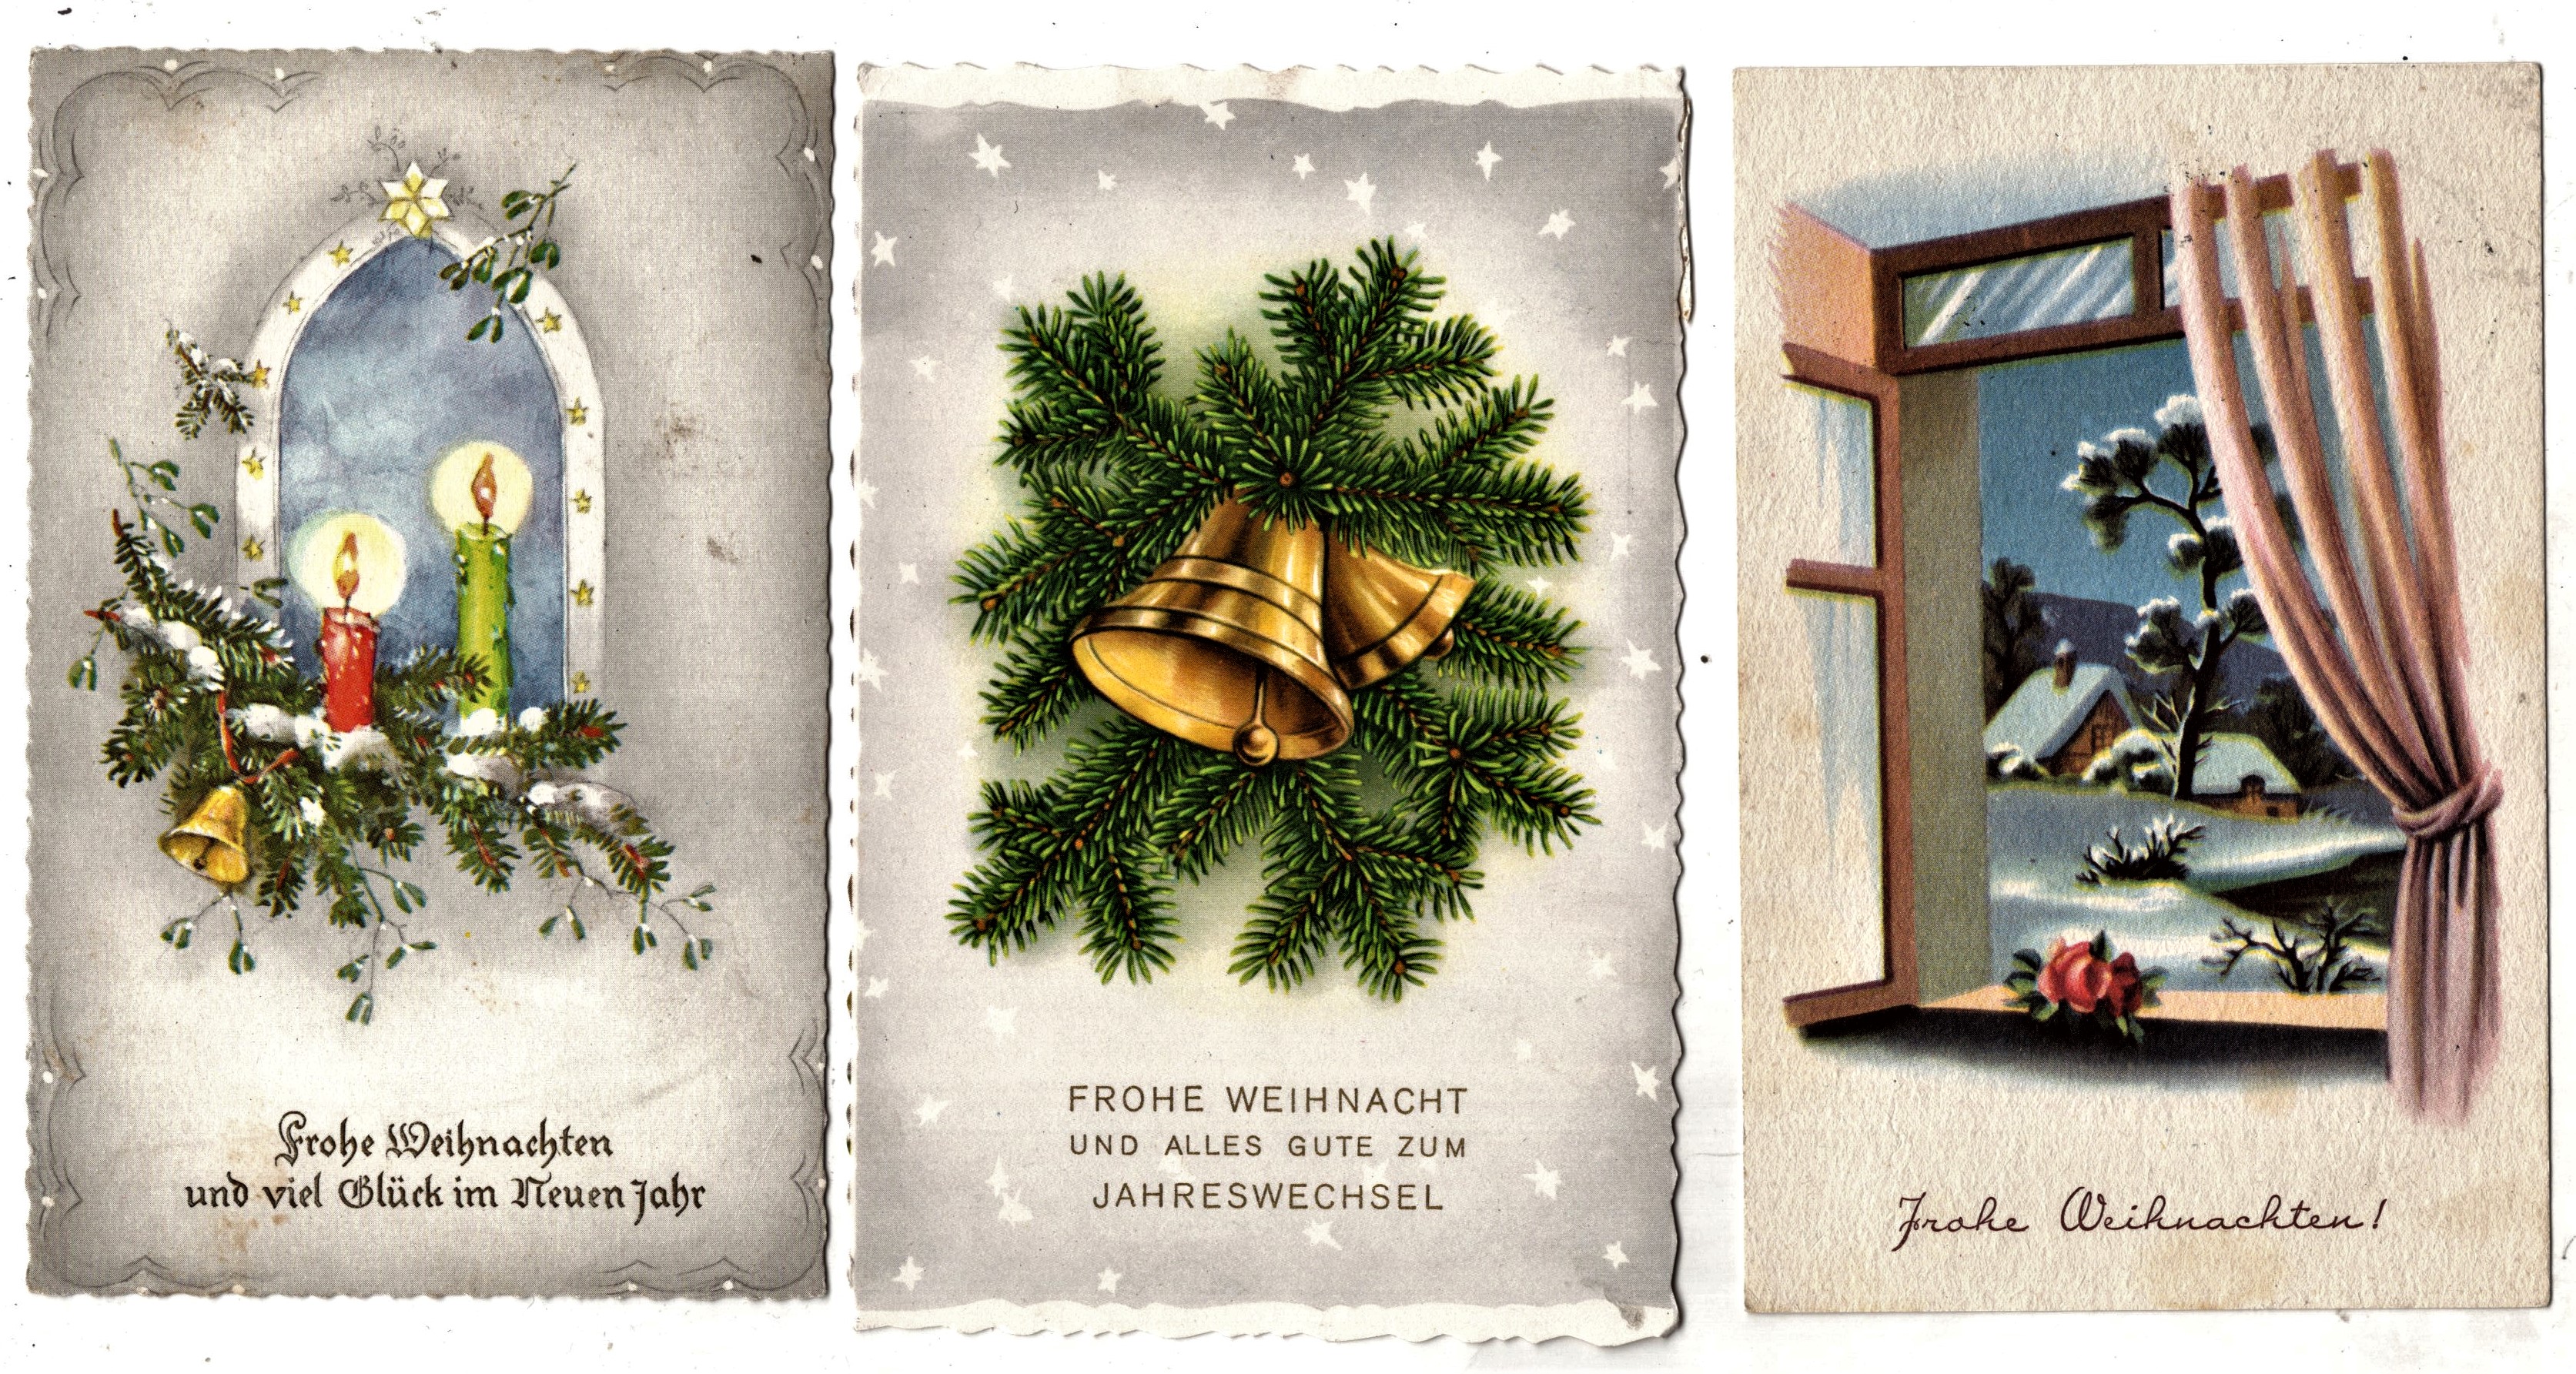 Frohe Weihnachten
und viel Glück im Neuen Jahr
FROHE WEIHNACHT
UND ALLES GUTE ZUM
JAHRESWECHSEL
Frohe Weihnachten!